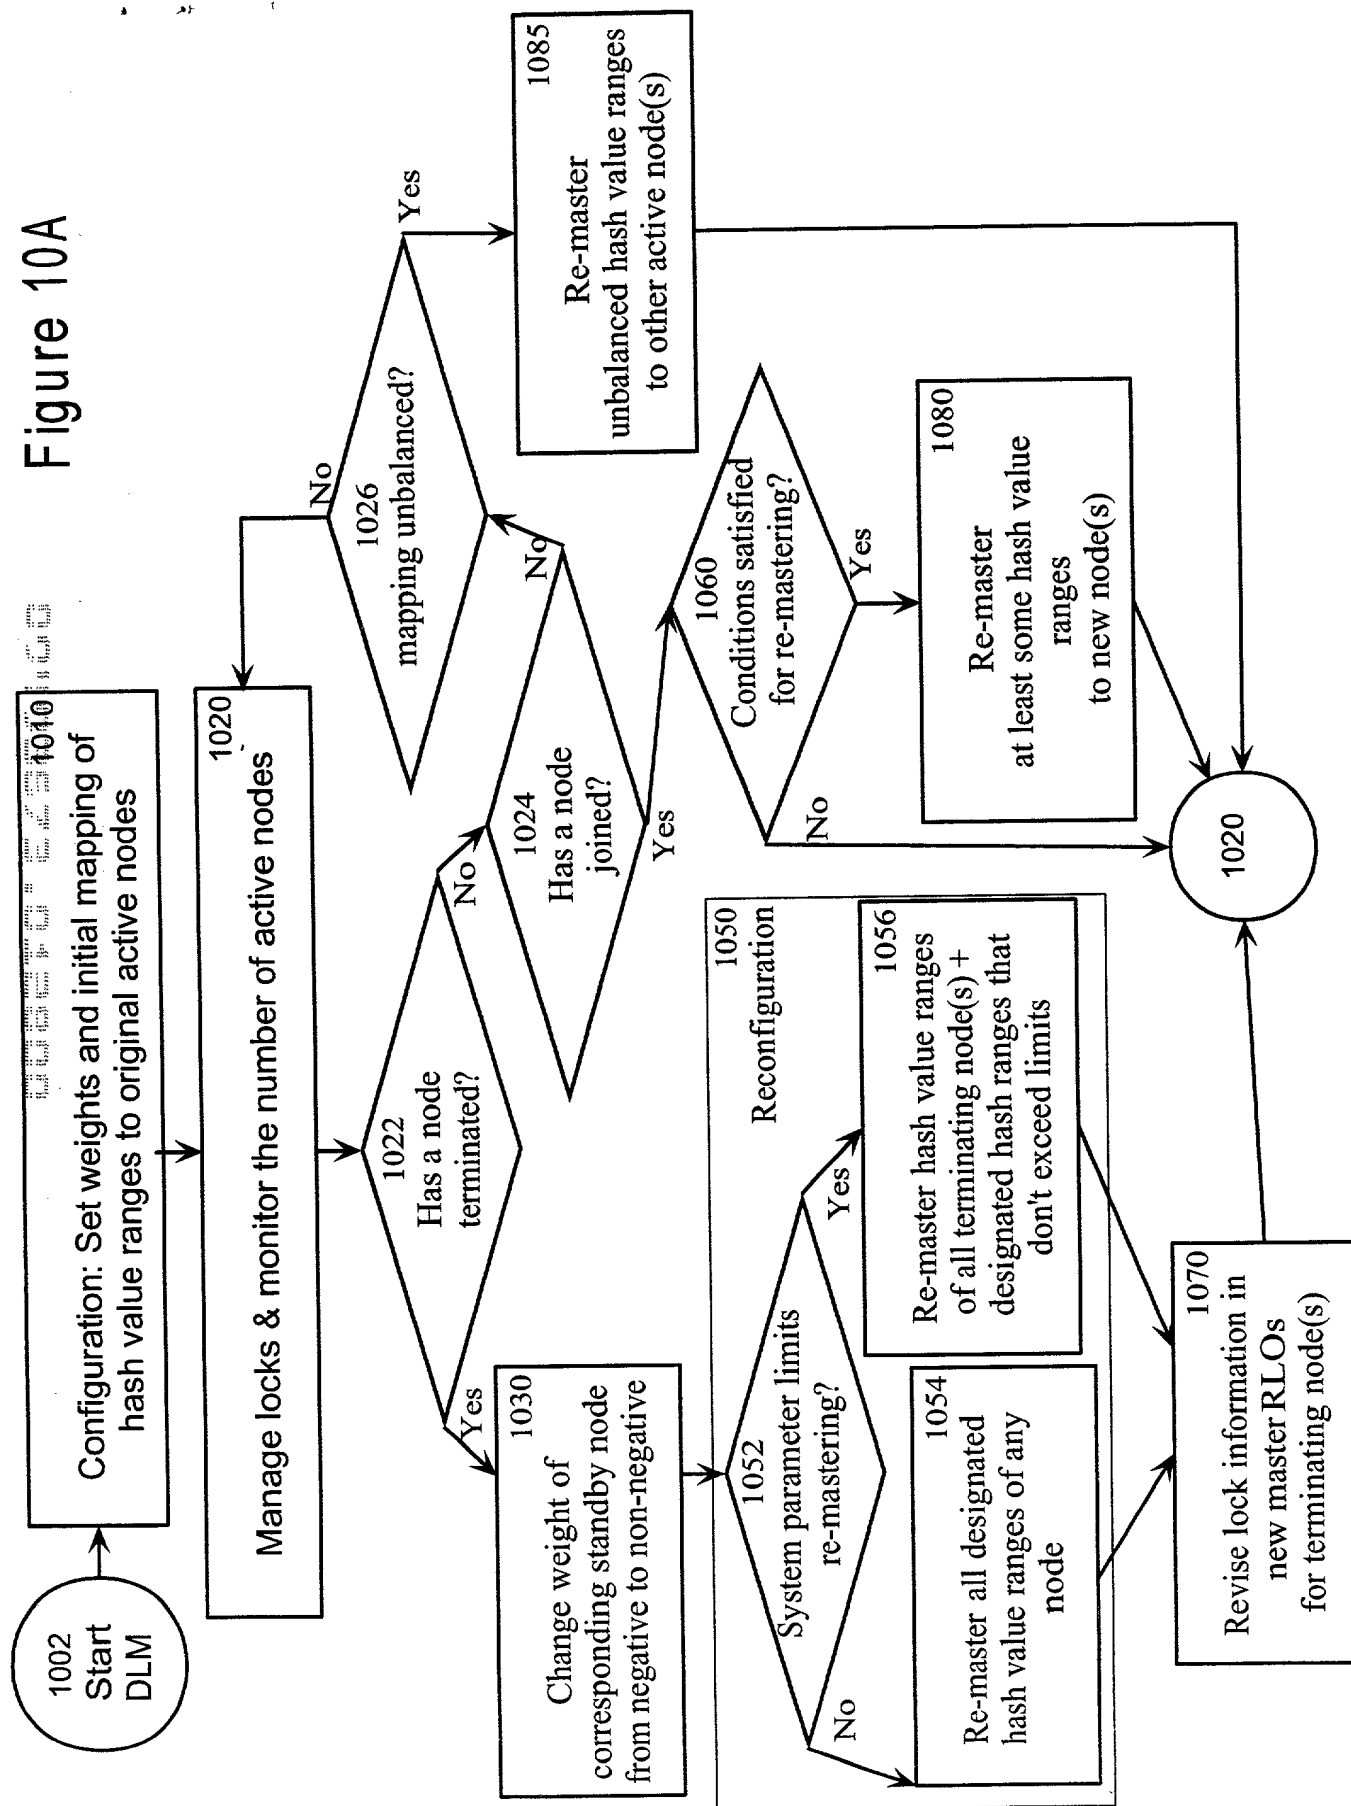 Figure 10A
1002
Start
DLM
1010
Configuration: Set weights and initial mapping of
hash value ranges to original active nodes
1020
Manage locks & monitor the number of active nodes
1022
Has a node
terminated?
Yes
No
1024
Has a node
joined?
No
Yes
1026
mapping unbalanced?
No
Yes
1030
Change weight of
corresponding standby node
from negative to non-negative
1050
Reconfiguration
1052
System parameter limits
re-mastering?
No
Yes
1054
Re-master all designated
hash value ranges of any
node
1056
Re-master hash value ranges
of all terminating node(s) +
designated hash ranges that
don't exceed limits
1060
Conditions satisfied
for re-mastering?
No
Yes
1070
Revise lock information in
new master RLOs
for terminating node(s)
1080
Re-master
at least some hash value
ranges
to new node(s)
1085
Re-master
unbalanced hash value ranges
to other active node(s)
1020